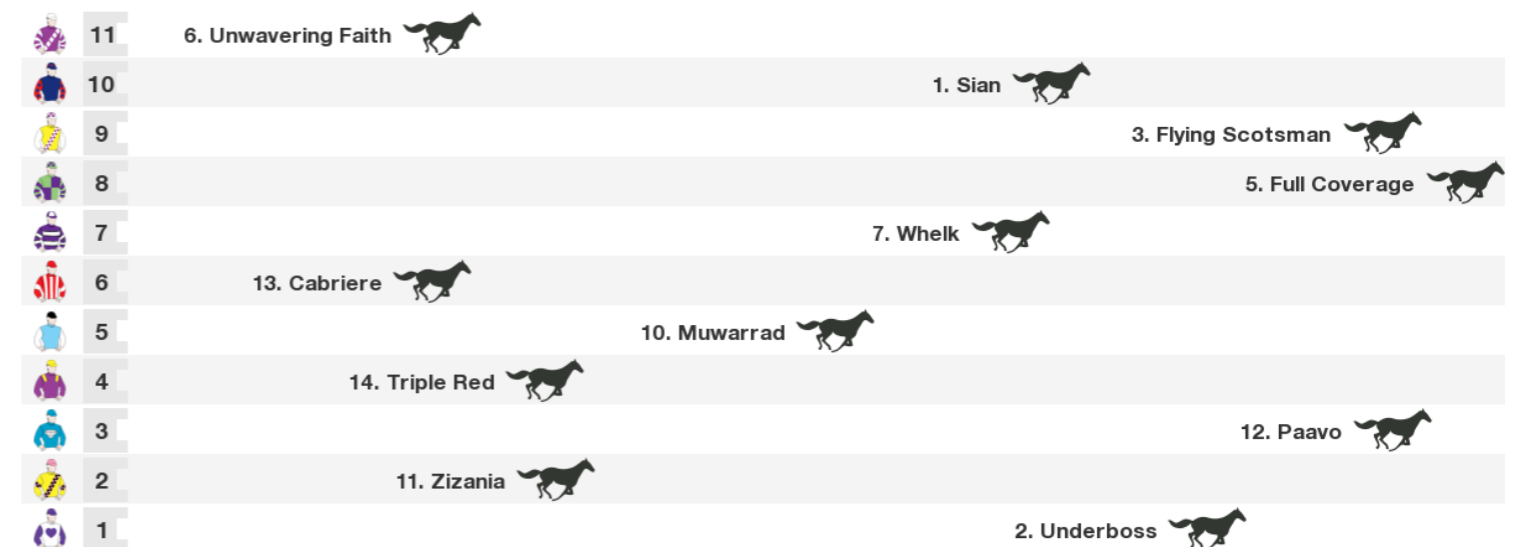 11 6. Unwavering Faith
10 1. Sian
9 3. Flying Scotsman
8 5. Full Coverage
7 7. Whelk
6 13. Cabriere
5 10. Muwarrad
4 14. Triple Red
3 12. Paavo
2 11. Zizania
1 2. Underboss